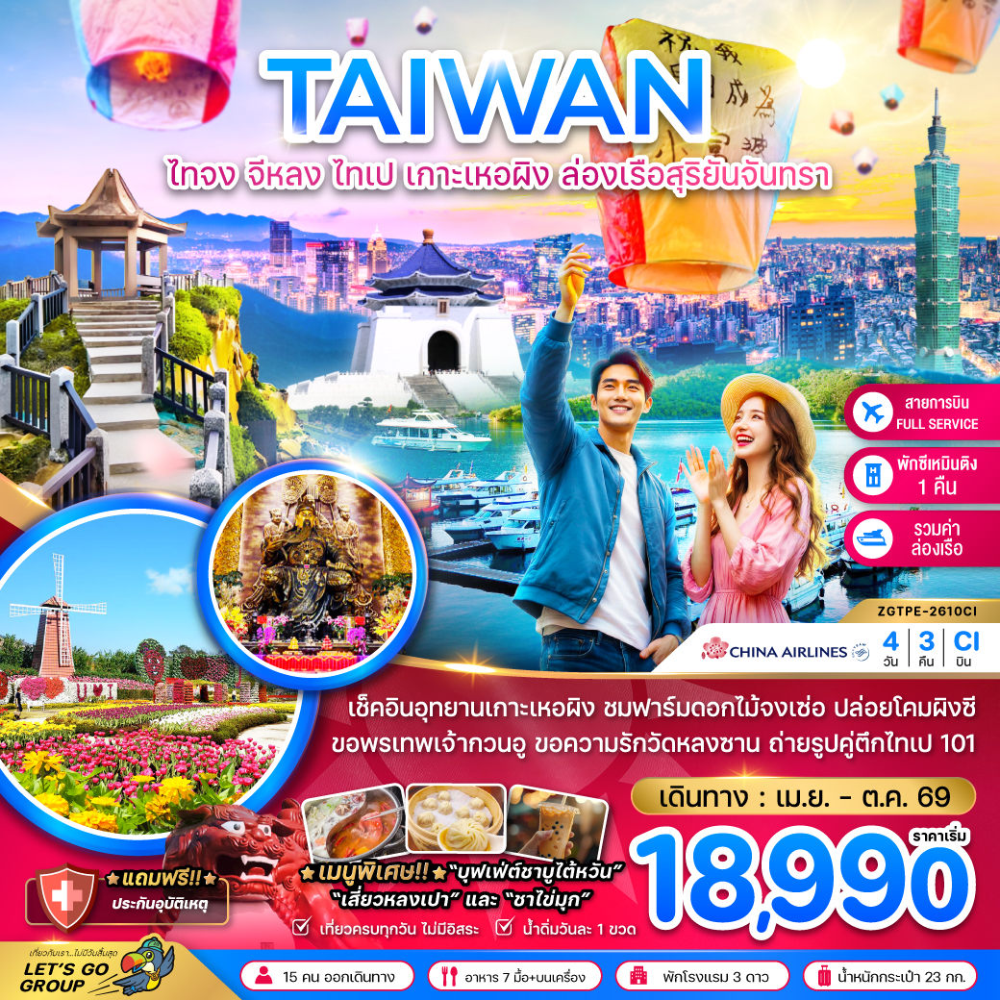 TAIWAN
ไทจง จีหลง ไทเป เกาะเหอผิง ล่องเรือสุริยันจันทรา
สายการบิน
FULL SERVICE
พักซีเหมินติง
1 คืน
รวมค่า
ล่องเรือ
ZGTPE-2610CI
CHINA AIRLINES
4 วัน
3 คืน
CI บิน
เช็คอินอุทยานเกาะเหอผิง ชมฟาร์มดอกไม้จงเซ่อ ปล่อยโคมผิงซี
ขอพรเทพเจ้ากวนอู ขอความรักวัดหลงซาน ถ่ายรูปคู่ตึกไทเป 101
เดินทาง : เม.ย. - ต.ค. 69
ราคาเริ่ม
18,990
เมนูพิเศษ!! "บุฟเฟ่ต์ชาบูไต้หวัน"
"เสี่ยวหลงเปา" และ "ชาไข่มุก"
เที่ยวครบทุกวัน ไม่มีอิสระ
น้ำดื่มวันละ 1 ขวด
แถมฟรี!!
ประกันอุบัติเหตุ
เที่ยวกับเรา...ไม่มีวันสิ้นสุด
LET'S GO
GROUP
15 คน ออกเดินทาง
อาหาร 7 มื้อ+บนเครื่อง
พักโรงแรม 3 ดาว
น้ำหนักกระเป๋า 23 กก.